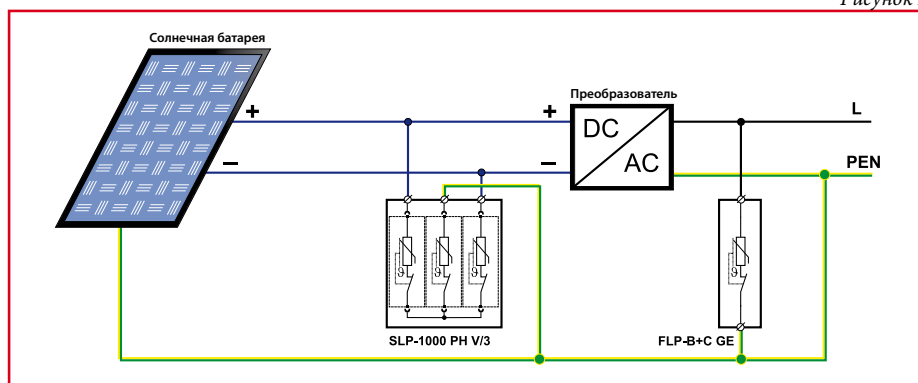 Рисунок
Солнечная батарея
Преобразователь
+
+
L
DC
AC
–
–
PEN
ϑ
ϑ
ϑ
ϑ
SLP-1000 PH V/3
FLP-B+C GE